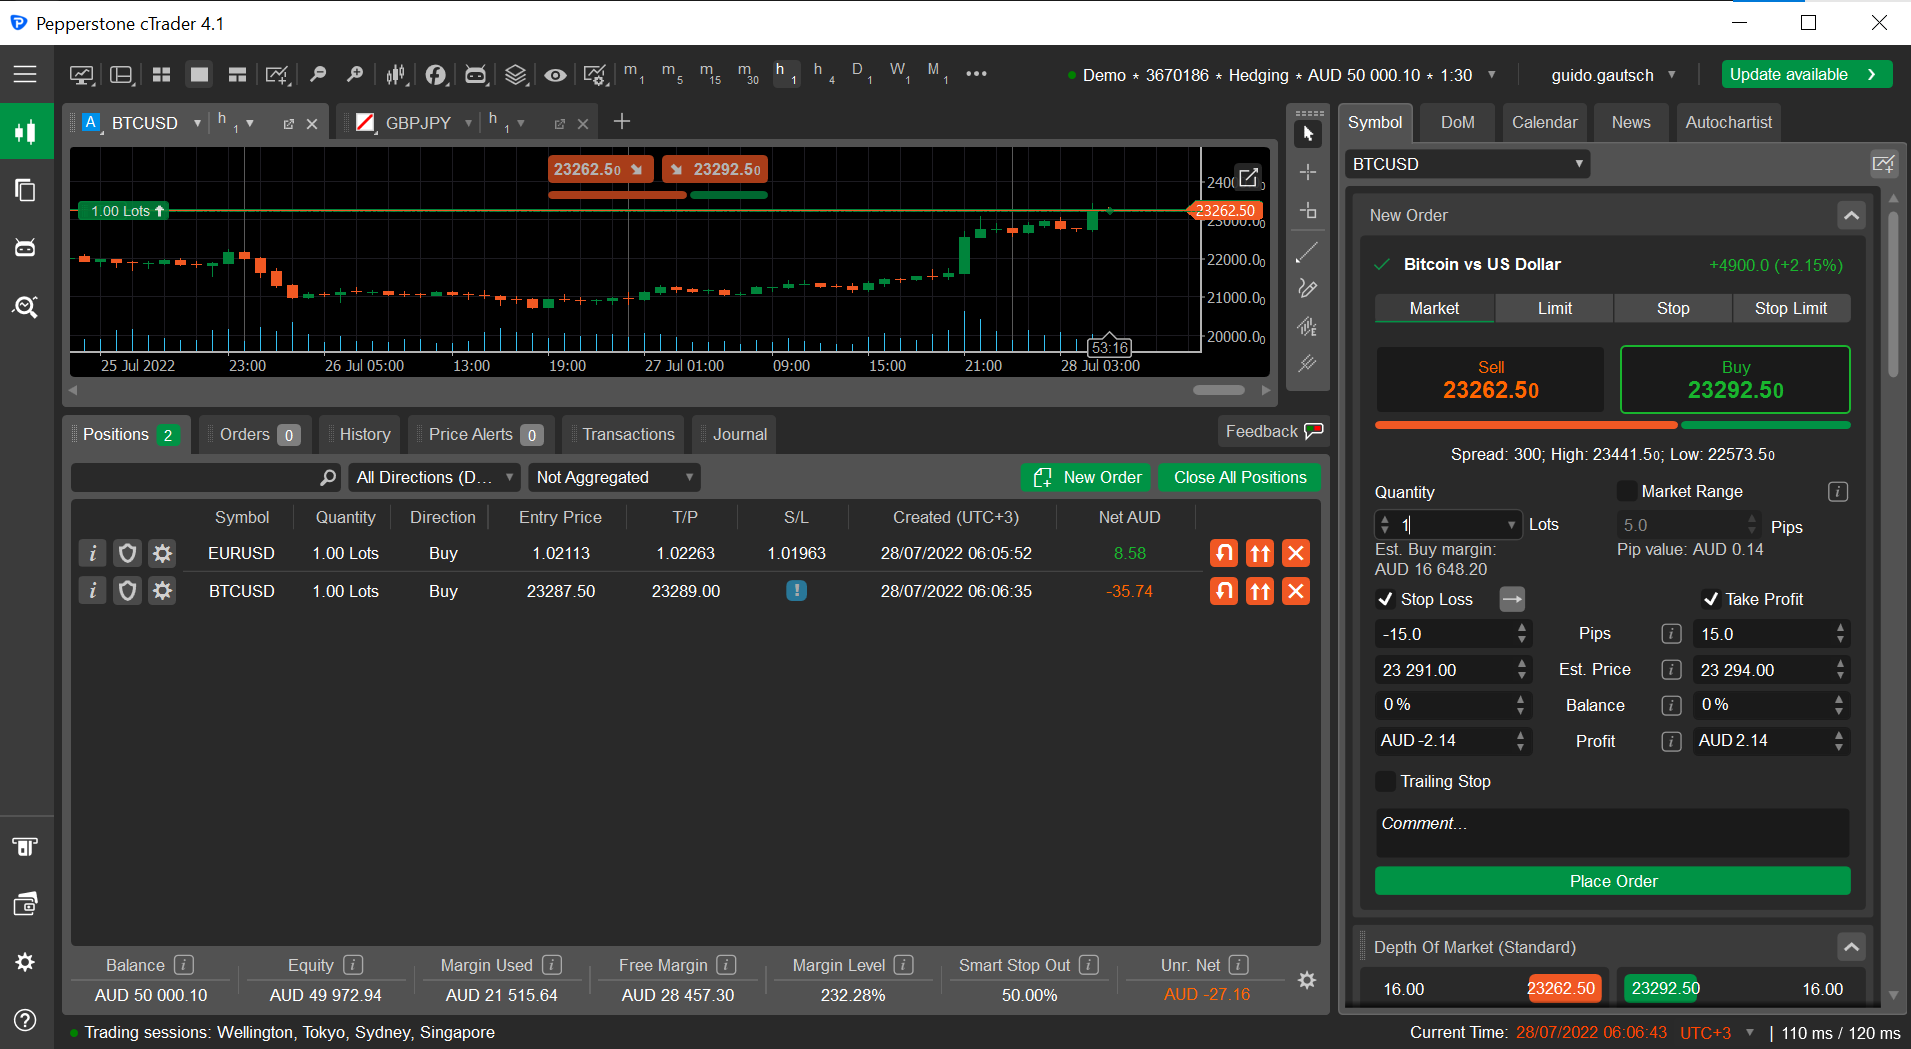 Pepperstone cTrader 4.1
m1 m5 m15 m30 h1 h4 D1 W1 M1
Demo * 3670186 * Hedging * AUD 50 000.10 * 1:30
guido.gautsch
Update available
A BTCUSD h1
GBPJPY h1
23262.50 23292.50
1.00 Lots
23262.50
23000.00
22000.00
21000.00
20000.00
53:16
25 Jul 2022 23:00 26 Jul 05:00 13:00 19:00 27 Jul 01:00 09:00 15:00 21:00 28 Jul 03:00
Positions 2 Orders 0 History Price Alerts 0 Transactions Journal
Feedback
All Directions (D... Not Aggregated New Order Close All Positions
Symbol Quantity Direction Entry Price T/P S/L Created (UTC+3) Net AUD
i EURUSD 1.00 Lots Buy 1.02113 1.02263 1.01963 28/07/2022 06:05:52 8.58
i BTCUSD 1.00 Lots Buy 23287.50 23289.00 ! 28/07/2022 06:06:35 -35.74
Balance i Equity i Margin Used i Free Margin i Margin Level i Smart Stop Out i Unr. Net i
AUD 50 000.10 AUD 49 972.94 AUD 21 515.64 AUD 28 457.30 232.28% 50.00% AUD -27.16
Trading sessions: Wellington, Tokyo, Sydney, Singapore
Symbol DoM Calendar News Autochartist
BTCUSD
New Order
Bitcoin vs US Dollar +4900.0 (+2.15%)
Market Limit Stop Stop Limit
Sell Buy
23262.50 23292.50
Spread: 300; High: 23441.50; Low: 22573.50
Quantity Market Range i
1 Lots 5.0 Pips
Est. Buy margin: Pip value: AUD 0.14
AUD 16 648.20
Stop Loss Take Profit
-15.0 Pips i 15.0
23 291.00 Est. Price i 23 294.00
0 % Balance i 0 %
AUD -2.14 Profit i AUD 2.14
Trailing Stop
Comment...
Place Order
Depth Of Market (Standard)
16.00 23262.50 23292.50 16.00
Current Time: 28/07/2022 06:06:43 UTC+3 | 110 ms / 120 ms